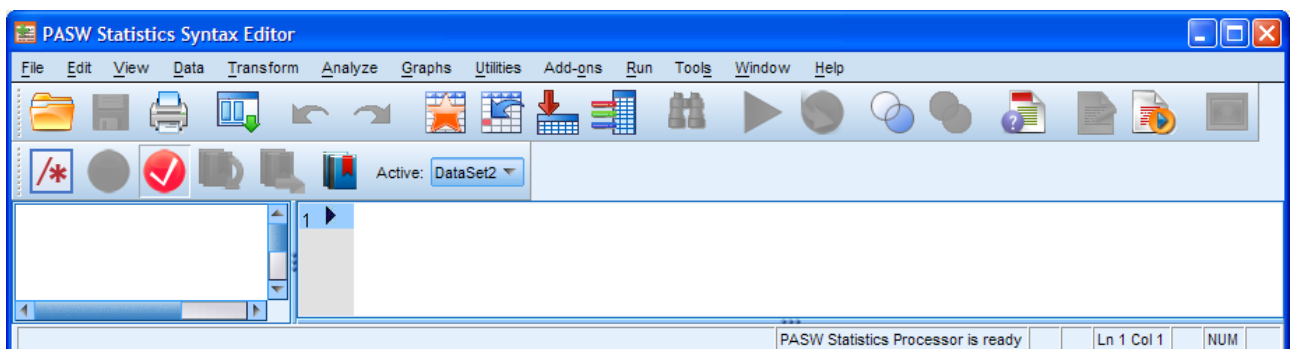 PASW Statistics Syntax Editor
File Edit View Data Transform Analyze Graphs Utilities Add-ons Run Tools Window Help
/* Active: DataSet2
1
PASW Statistics Processor is ready Ln 1 Col 1 NUM